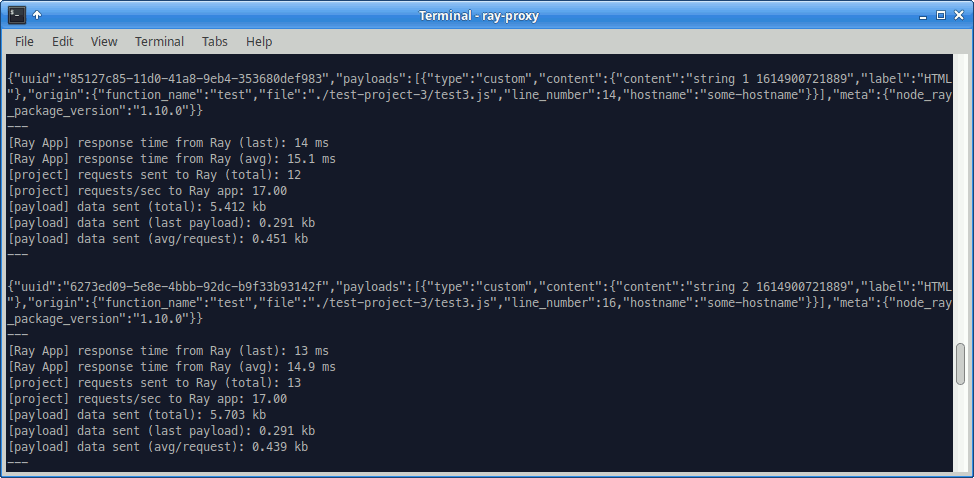 Terminal - ray-proxy
File Edit View Terminal Tabs Help
{"uuid":"85127c85-11d0-41a8-9eb4-353680def983","payloads":[{"type":"custom","content":{"content":"string 1 1614900721889","label":"HTML
"},"origin":{"function_name":"test","file":"./test-project-3/test3.js","line_number":14,"hostname":"some-hostname"}}],"meta":{"node_ray
_package_version":"1.10.0"}}
---
[Ray App] response time from Ray (last): 14 ms
[Ray App] response time from Ray (avg): 15.1 ms
[project] requests sent to Ray (total): 12
[project] requests/sec to Ray app: 17.00
[payload] data sent (total): 5.412 kb
[payload] data sent (last payload): 0.291 kb
[payload] data sent (avg/request): 0.451 kb
---
{"uuid":"6273ed09-5e8e-4bbb-92dc-b9f33b93142f","payloads":[{"type":"custom","content":{"content":"string 2 1614900721889","label":"HTML
"},"origin":{"function_name":"test","file":"./test-project-3/test3.js","line_number":16,"hostname":"some-hostname"}}],"meta":{"node_ray
_package_version":"1.10.0"}}
---
[Ray App] response time from Ray (last): 13 ms
[Ray App] response time from Ray (avg): 14.9 ms
[project] requests sent to Ray (total): 13
[project] requests/sec to Ray app: 17.00
[payload] data sent (total): 5.703 kb
[payload] data sent (last payload): 0.291 kb
[payload] data sent (avg/request): 0.439 kb
---